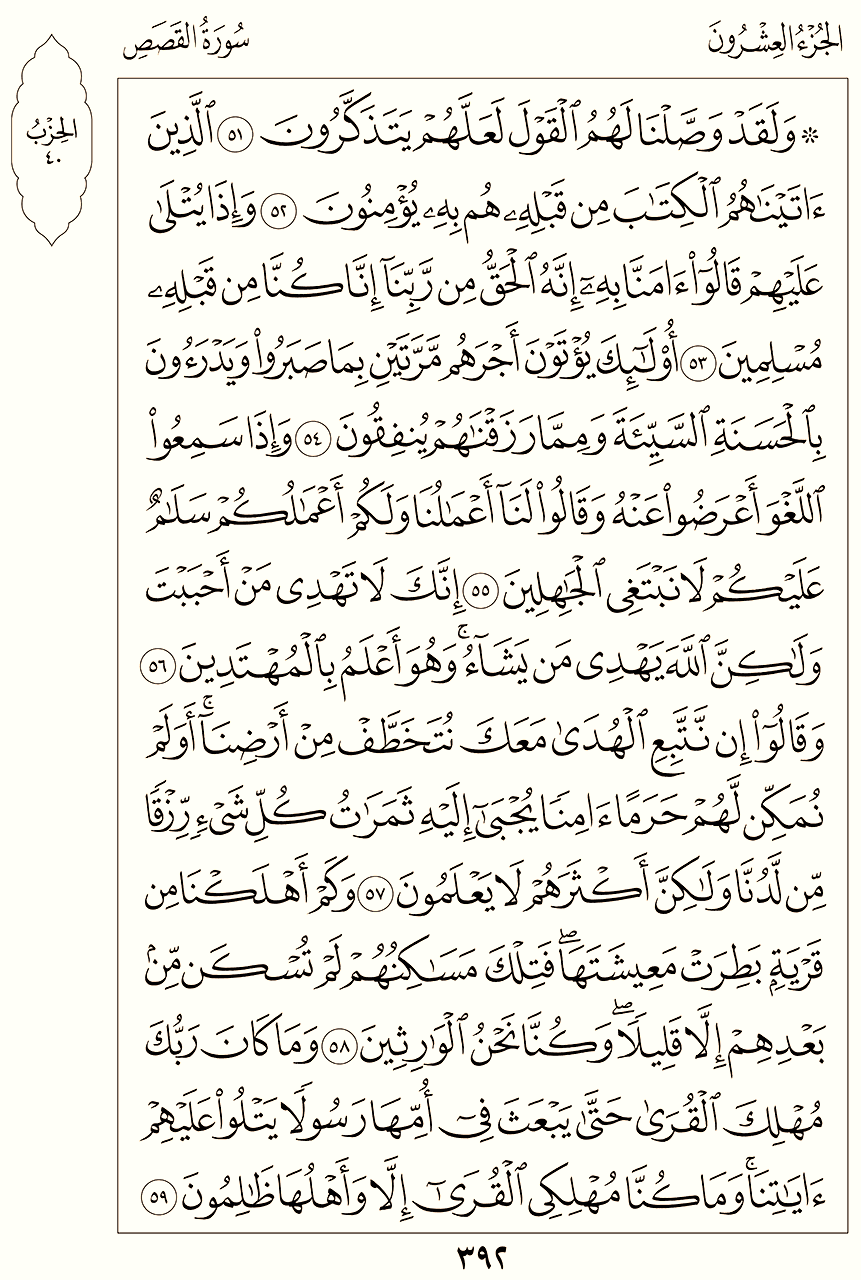 الجُزْءُ العِشْرُونَ
سُورَةُ القَصَصِ
الحِزْبُ
٤٠
۞ وَلَقَدْ وَصَّلْنَا لَهُمُ ٱلْقَوْلَ لَعَلَّهُمْ يَتَذَكَّرُونَ ٥١ ٱلَّذِينَ
ءَاتَيْنَٰهُمُ ٱلْكِتَٰبَ مِن قَبْلِهِۦ هُم بِهِۦ يُؤْمِنُونَ ٥٢ وَإِذَا يُتْلَىٰ
عَلَيْهِمْ قَالُوٓا۟ ءَامَنَّا بِهِۦٓ إِنَّهُ ٱلْحَقُّ مِن رَّبِّنَآ إِنَّا كُنَّا مِن قَبْلِهِۦ
مُسْلِمِينَ ٥٣ أُو۟لَٰٓئِكَ يُؤْتَوْنَ أَجْرَهُم مَّرَّتَيْنِ بِمَا صَبَرُوا۟ وَيَدْرَءُونَ
بِٱلْحَسَنَةِ ٱلسَّيِّئَةَ وَمِمَّا رَزَقْنَٰهُمْ يُنفِقُونَ ٥٤ وَإِذَا سَمِعُوا۟
ٱللَّغْوَ أَعْرَضُوا۟ عَنْهُ وَقَالُوا۟ لَنَآ أَعْمَٰلُنَا وَلَكُمْ أَعْمَٰلُكُمْ سَلَٰمٌ
عَلَيْكُمْ لَا نَبْتَغِى ٱلْجَٰهِلِينَ ٥٥ إِنَّكَ لَا تَهْدِى مَنْ أَحْبَبْتَ
وَلَٰكِنَّ ٱللَّهَ يَهْدِى مَن يَشَآءُ ۚ وَهُوَ أَعْلَمُ بِٱلْمُهْتَدِينَ ٥٦
وَقَالُوٓا۟ إِن نَّتَّبِعِ ٱلْهُدَىٰ مَعَكَ نُتَخَطَّفْ مِنْ أَرْضِنَآ ۚ أَوَلَمْ
نُمَكِّن لَّهُمْ حَرَمًا ءَامِنًا يُجْبَىٰٓ إِلَيْهِ ثَمَرَٰتُ كُلِّ شَىْءٍ رِّزْقًا
مِّن لَّدُنَّا وَلَٰكِنَّ أَكْثَرَهُمْ لَا يَعْلَمُونَ ٥٧ وَكَمْ أَهْلَكْنَا مِن
قَرْيَةٍۭ بَطِرَتْ مَعِيشَتَهَا ۖ فَتِلْكَ مَسَٰكِنُهُمْ لَمْ تُسْكَن مِّنۢ
بَعْدِهِمْ إِلَّا قَلِيلًا ۖ وَكُنَّا نَحْنُ ٱلْوَٰرِثِينَ ٥٨ وَمَا كَانَ رَبُّكَ
مُهْلِكَ ٱلْقُرَىٰ حَتَّىٰ يَبْعَثَ فِىٓ أُمِّهَا رَسُولًا يَتْلُوا۟ عَلَيْهِمْ
ءَايَٰتِنَا ۚ وَمَا كُنَّا مُهْلِكِى ٱلْقُرَىٰٓ إِلَّا وَأَهْلُهَا ظَٰلِمُونَ ٥٩
٣٩٢